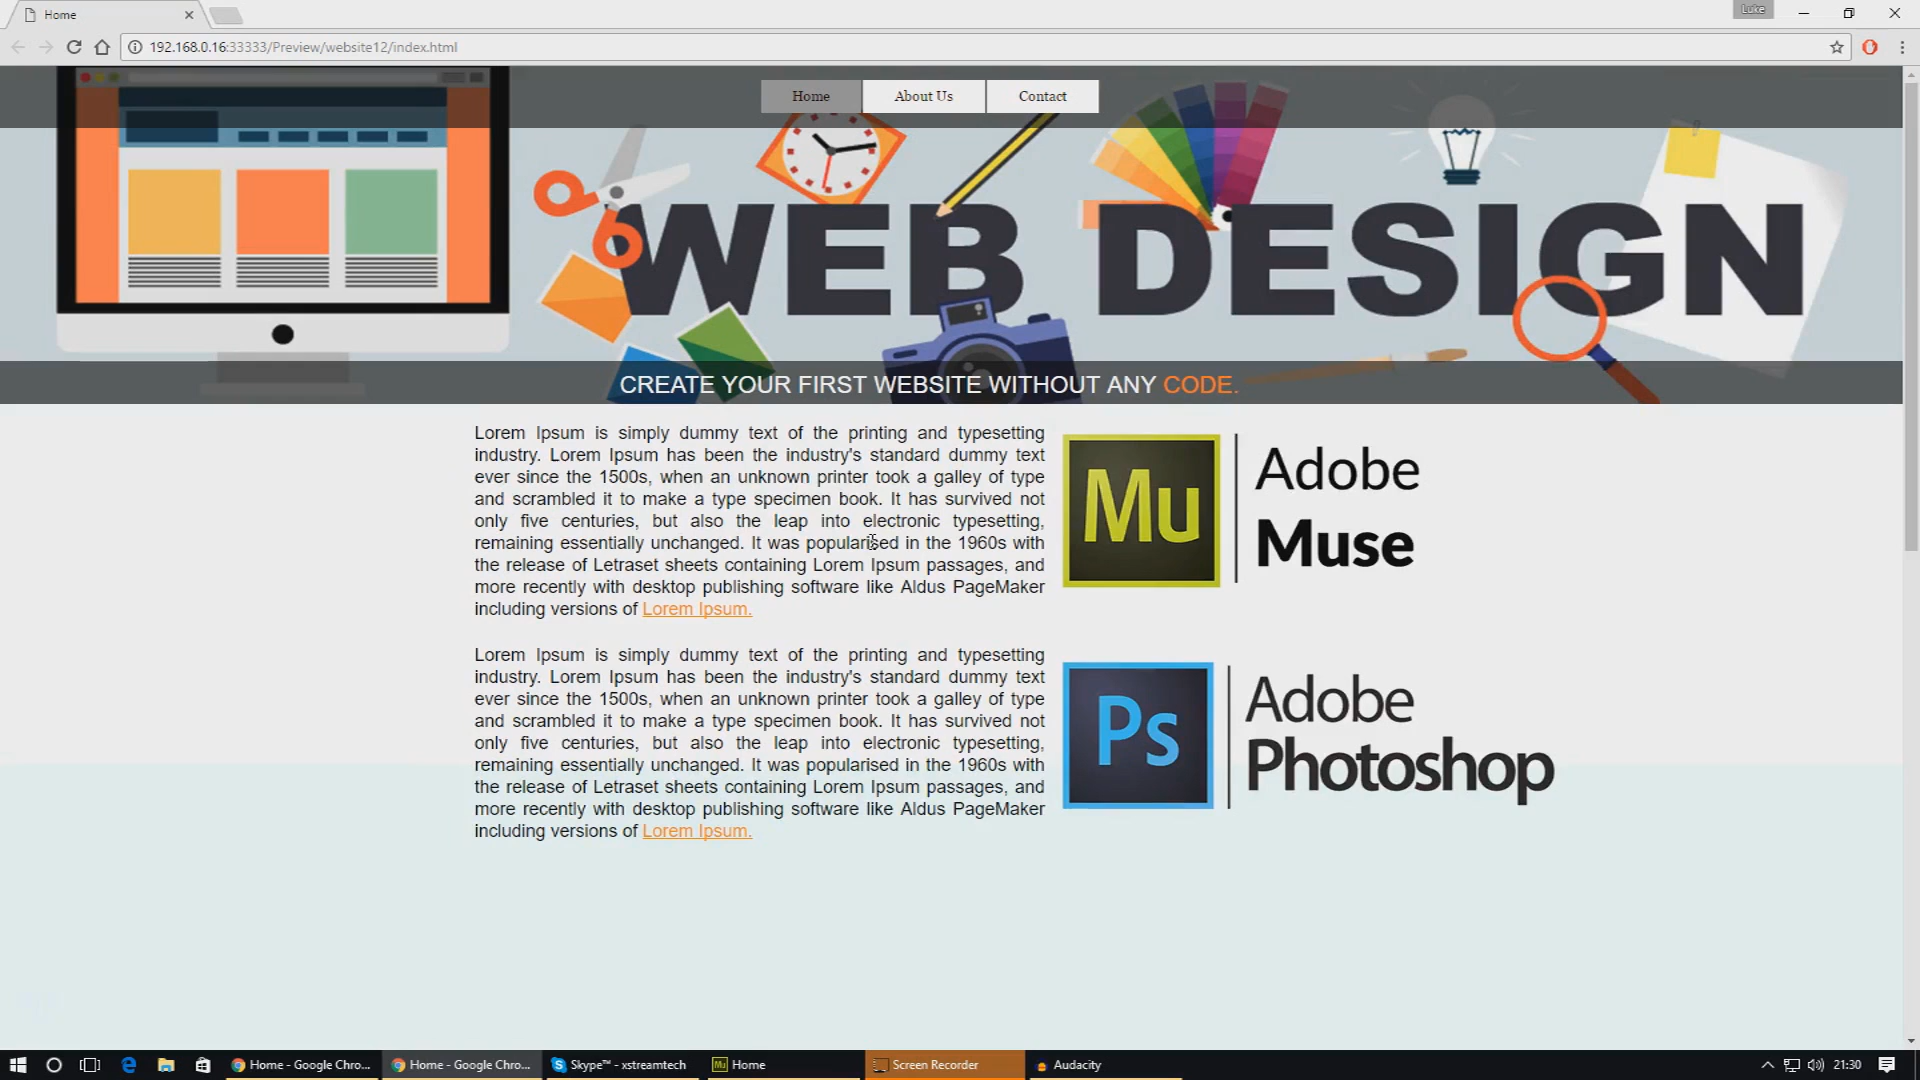 Home
Luke
192.168.0.16:33333/Preview/website12/index.html
Home
About Us
Contact
WEB DESIGN
CREATE YOUR FIRST WEBSITE WITHOUT ANY CODE.
Lorem Ipsum is simply dummy text of the printing and typesetting
industry. Lorem Ipsum has been the industry's standard dummy text
ever since the 1500s, when an unknown printer took a galley of type
and scrambled it to make a type specimen book. It has survived not
only five centuries, but also the leap into electronic typesetting,
remaining essentially unchanged. It was popularised in the 1960s with
the release of Letraset sheets containing Lorem Ipsum passages, and
more recently with desktop publishing software like Aldus PageMaker
including versions of Lorem Ipsum.
Mu
Adobe
Muse
Lorem Ipsum is simply dummy text of the printing and typesetting
industry. Lorem Ipsum has been the industry's standard dummy text
ever since the 1500s, when an unknown printer took a galley of type
and scrambled it to make a type specimen book. It has survived not
only five centuries, but also the leap into electronic typesetting,
remaining essentially unchanged. It was popularised in the 1960s with
the release of Letraset sheets containing Lorem Ipsum passages, and
more recently with desktop publishing software like Aldus PageMaker
including versions of Lorem Ipsum.
Ps
Adobe
Photoshop
Home - Google Chro...
Home - Google Chro...
S
Skype™ - xstreamtech
Mu
Home
Screen Recorder
Audacity
21:30